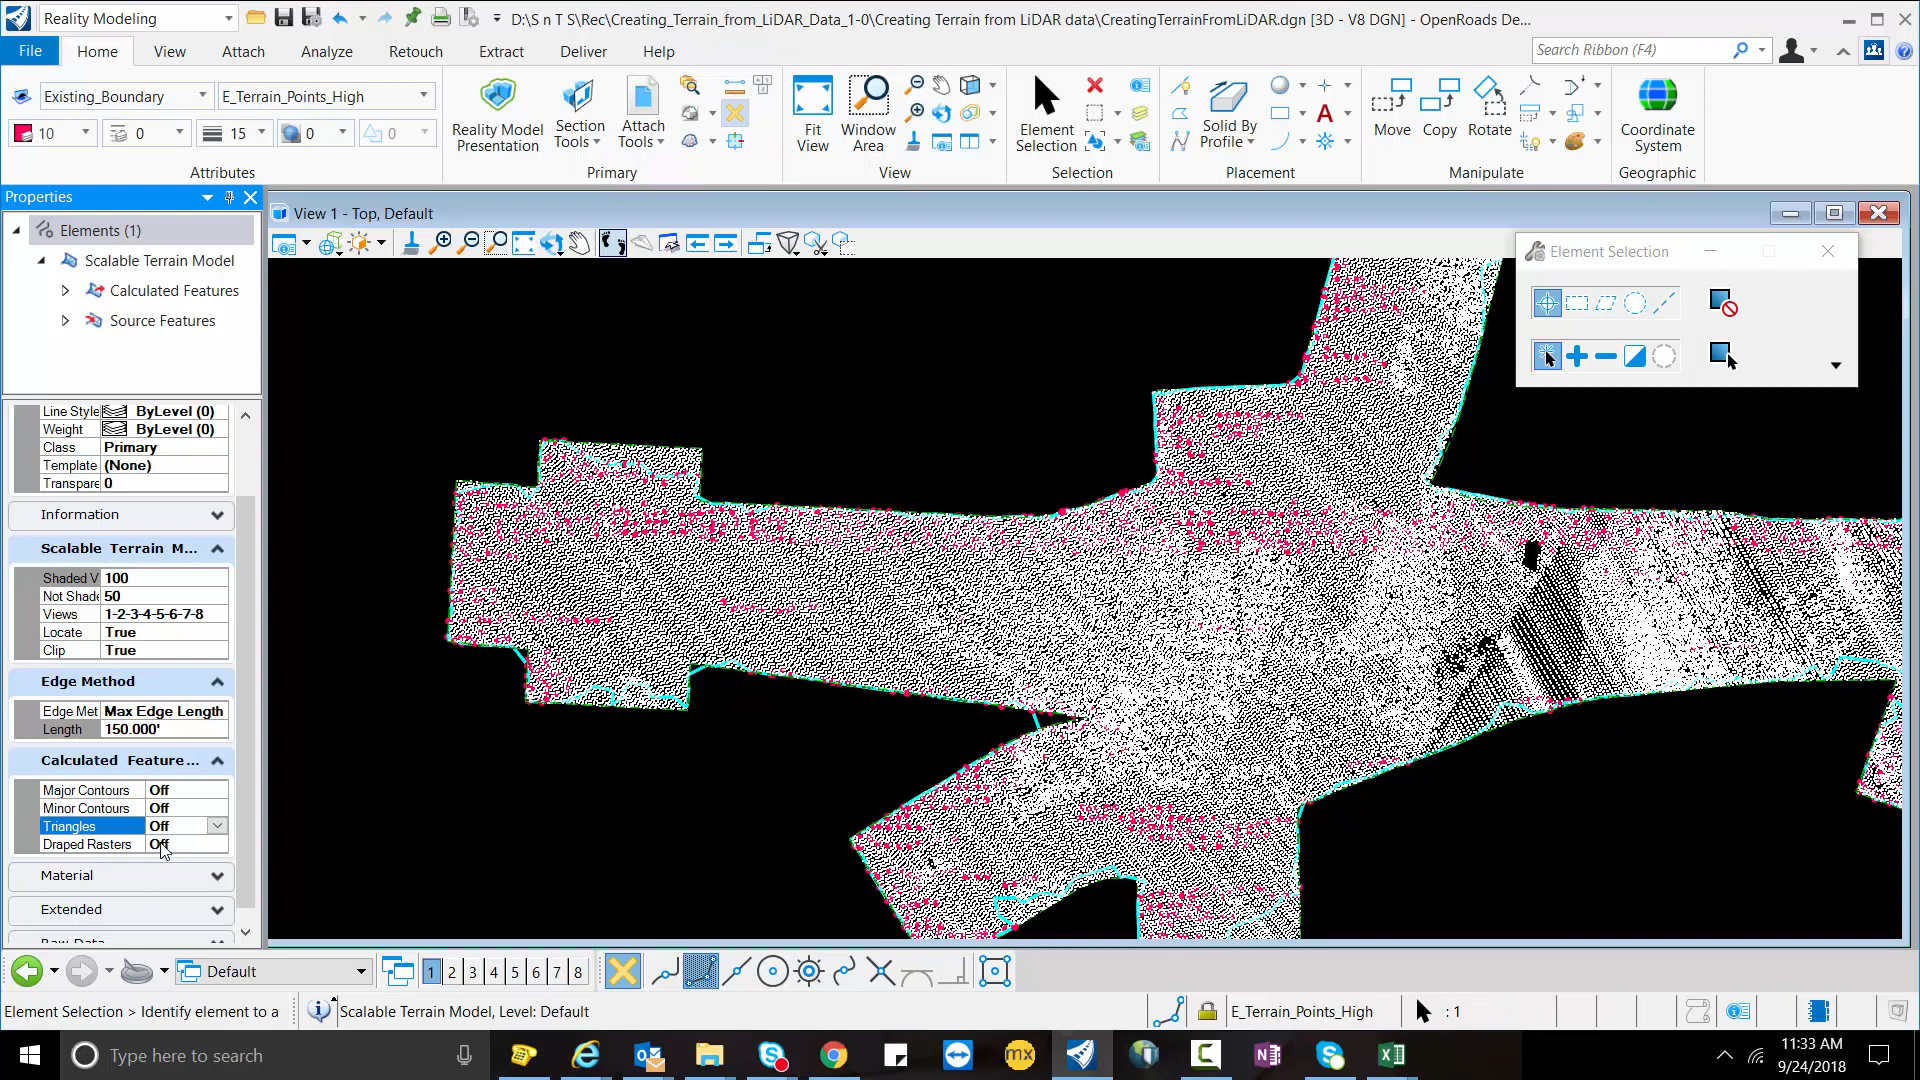 Reality Modeling
D:\S n T S\Rec\Creating_Terrain_from_LiDAR_Data_1-0\Creating Terrain from LiDAR data\CreatingTerrainFromLiDAR.dgn [3D - V8 DGN] - OpenRoads De...
File
Home
View
Attach
Analyze
Retouch
Extract
Deliver
Help
Search Ribbon (F4)
Existing_Boundary
E_Terrain_Points_High
10
0
15
0
0
Attributes
Reality Model
Presentation
Section
Tools
Attach
Tools
Primary
Fit
View
Window
Area
View
Element
Selection
Selection
Solid By
Profile
Placement
Move
Copy
Rotate
Manipulate
Coordinate
System
Geographic
Properties
Elements (1)
Scalable Terrain Model
Calculated Features
Source Features
Line Style ByLevel (0)
Weight ByLevel (0)
Class Primary
Template (None)
Transpare 0
Information
Scalable Terrain M...
Shaded V 100
Not Shade 50
Views 1-2-3-4-5-6-7-8
Locate True
Clip True
Edge Method
Edge Met Max Edge Length
Length 150.000'
Calculated Feature...
Major Contours Off
Minor Contours Off
Triangles Off
Draped Rasters Off
Material
Extended
View 1 - Top, Default
Element Selection
Default
1 2 3 4 5 6 7 8
Element Selection > Identify element to a
Scalable Terrain Model, Level: Default
E_Terrain_Points_High
: 1
Type here to search
mx
11:33 AM
9/24/2018